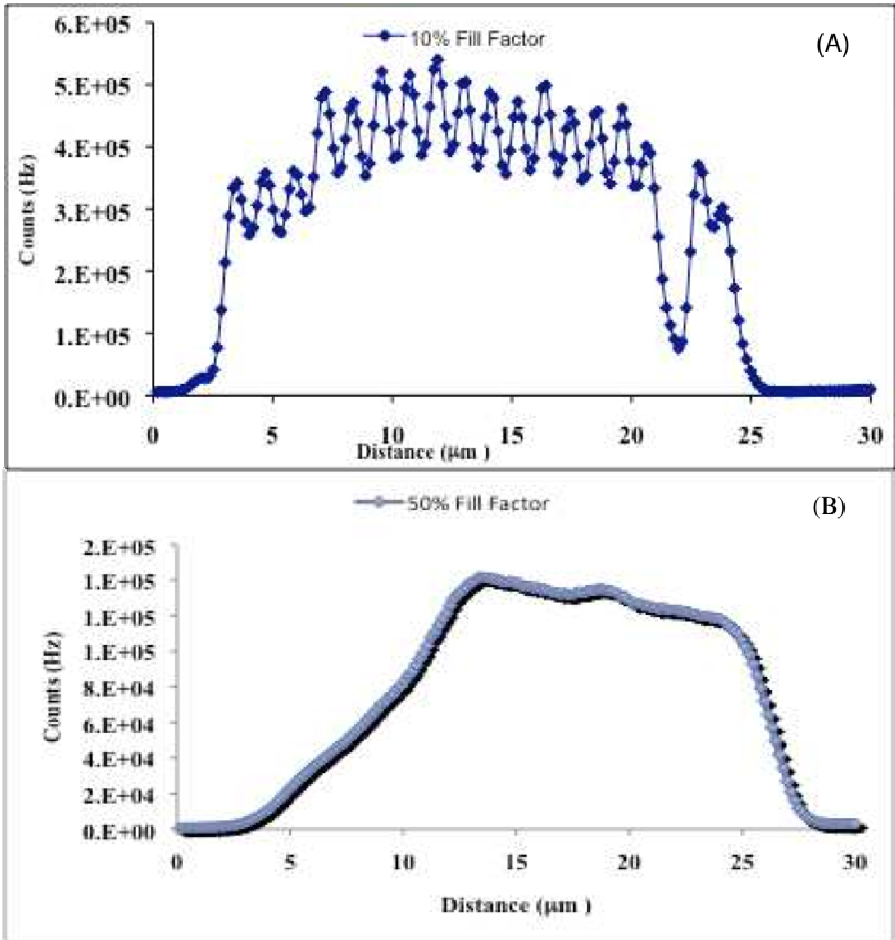 6.E+05
10% Fill Factor
(A)
5.E+05
4.E+05
3.E+05
2.E+05
1.E+05
0.E+00
Counts (Hz)
0 5 10 15 20 25 30
Distance (µm )
50% Fill Factor
(B)
2.E+05
1.E+05
1.E+05
1.E+05
8.E+04
6.E+04
4.E+04
2.E+04
0.E+00
Counts (Hz)
0 5 10 15 20 25 30
Distance (µm )